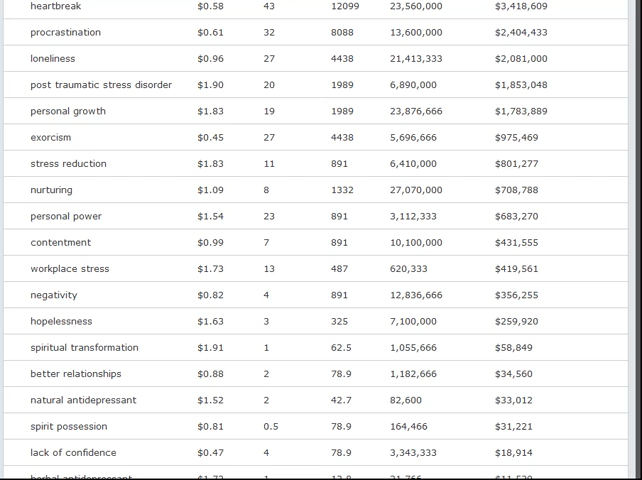 heartbreak $0.58 43 12099 23,560,000 $3,418,609
procrastination $0.61 32 8088 13,600,000 $2,404,433
loneliness $0.96 27 4438 21,413,333 $2,081,000
post traumatic stress disorder $1.90 20 1989 6,890,000 $1,853,048
personal growth $1.83 19 1989 23,876,666 $1,783,889
exorcism $0.45 27 4438 5,696,666 $975,469
stress reduction $1.83 11 891 6,410,000 $801,277
nurturing $1.09 8 1332 27,070,000 $708,788
personal power $1.54 23 891 3,112,333 $683,270
contentment $0.99 7 891 10,100,000 $431,555
workplace stress $1.73 13 487 620,333 $419,561
negativity $0.82 4 891 12,836,666 $356,255
hopelessness $1.63 3 325 7,100,000 $259,920
spiritual transformation $1.91 1 62.5 1,055,666 $58,849
better relationships $0.88 2 78.9 1,182,666 $34,560
natural antidepressant $1.52 2 42.7 82,600 $33,012
spirit possession $0.81 0.5 78.9 164,466 $31,221
lack of confidence $0.47 4 78.9 3,343,333 $18,914
herbal antidepressant